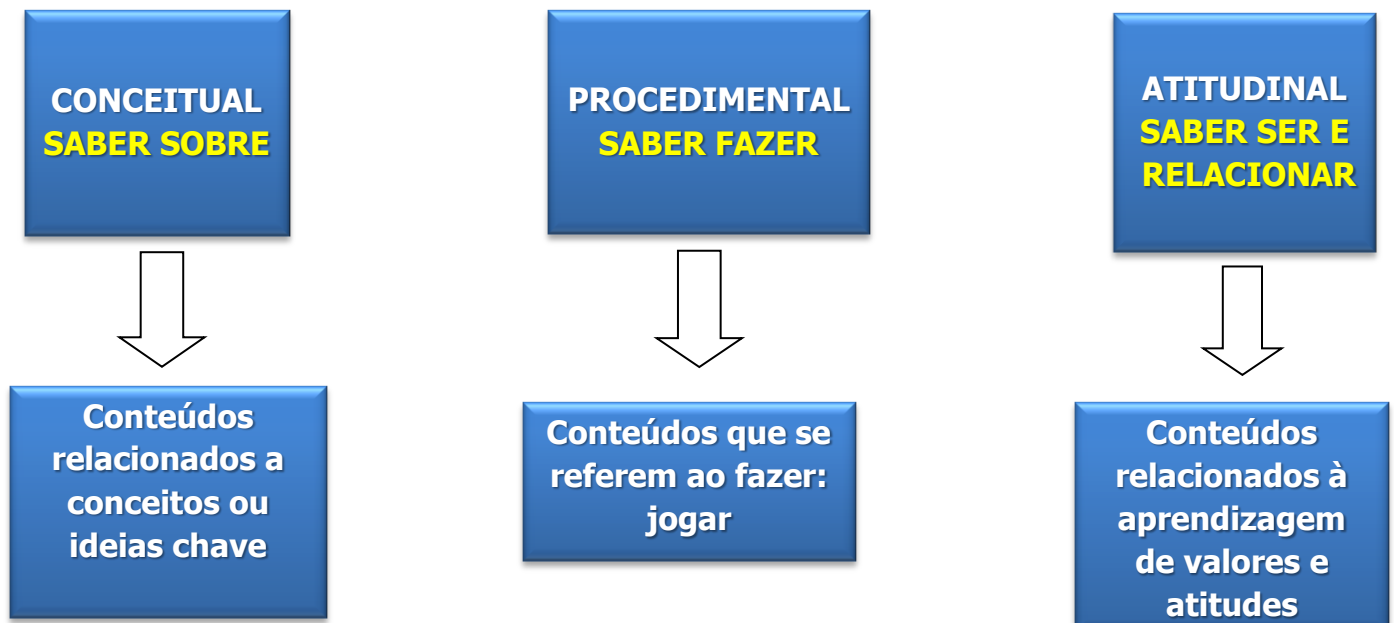 CONCEITUAL
SABER SOBRE
PROCEDIMENTAL
SABER FAZER
ATITUDINAL
SABER SER E
RELACIONAR
Conteúdos
relacionados a
conceitos ou
ideias chave
Conteúdos que se
referem ao fazer:
jogar
Conteúdos
relacionados à
aprendizagem
de valores e
atitudes